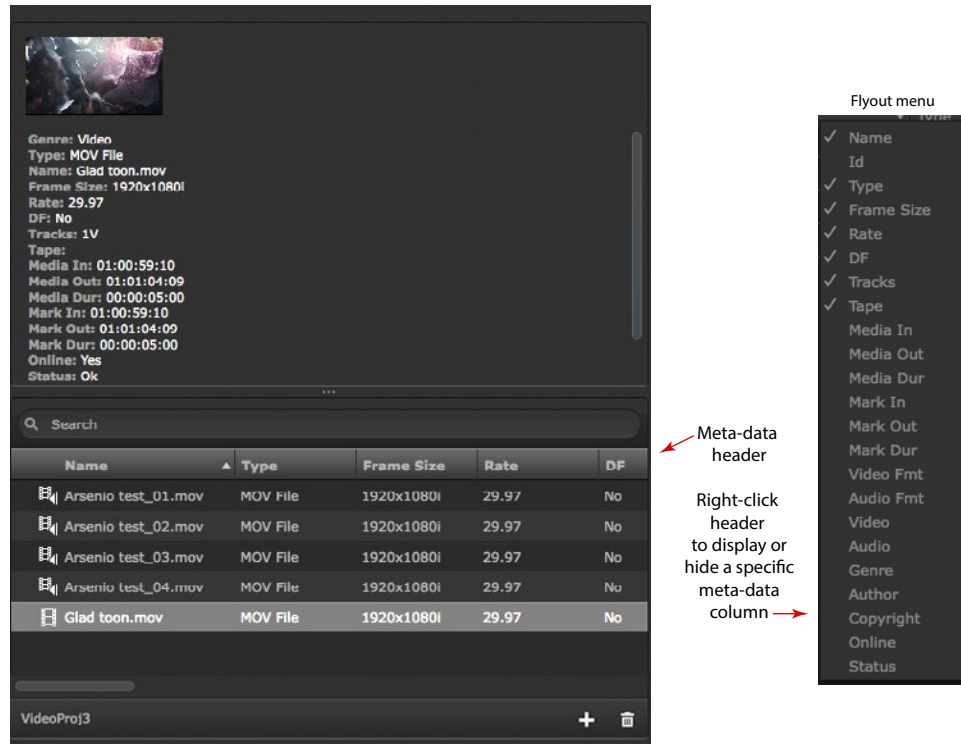 Genre: Video
Type: MOV File
Name: Glad toon.mov
Frame Size: 1920x1080i
Rate: 29.97
DF: No
Tracks: 1V
Tape:
Media In: 01:00:59:10
Media Out: 01:01:04:09
Media Dur: 00:00:05:00
Mark In: 01:00:59:10
Mark Out: 01:01:04:09
Mark Dur: 00:00:05:00
Online: Yes
Status: Ok
Search
Name Type Frame Size Rate DF
Arsenio test_01.mov MOV File 1920x1080i 29.97 No
Arsenio test_02.mov MOV File 1920x1080i 29.97 No
Arsenio test_03.mov MOV File 1920x1080i 29.97 No
Arsenio test_04.mov MOV File 1920x1080i 29.97 No
Glad toon.mov MOV File 1920x1080i 29.97 No
VideoProj3
Meta-data
header
Right-click
header
to display or
hide a specific
meta-data
column
Flyout menu
Type
Name
Id
Type
Frame Size
Rate
DF
Tracks
Tape
Media In
Media Out
Media Dur
Mark In
Mark Out
Mark Dur
Video Fmt
Audio Fmt
Video
Audio
Genre
Author
Copyright
Online
Status